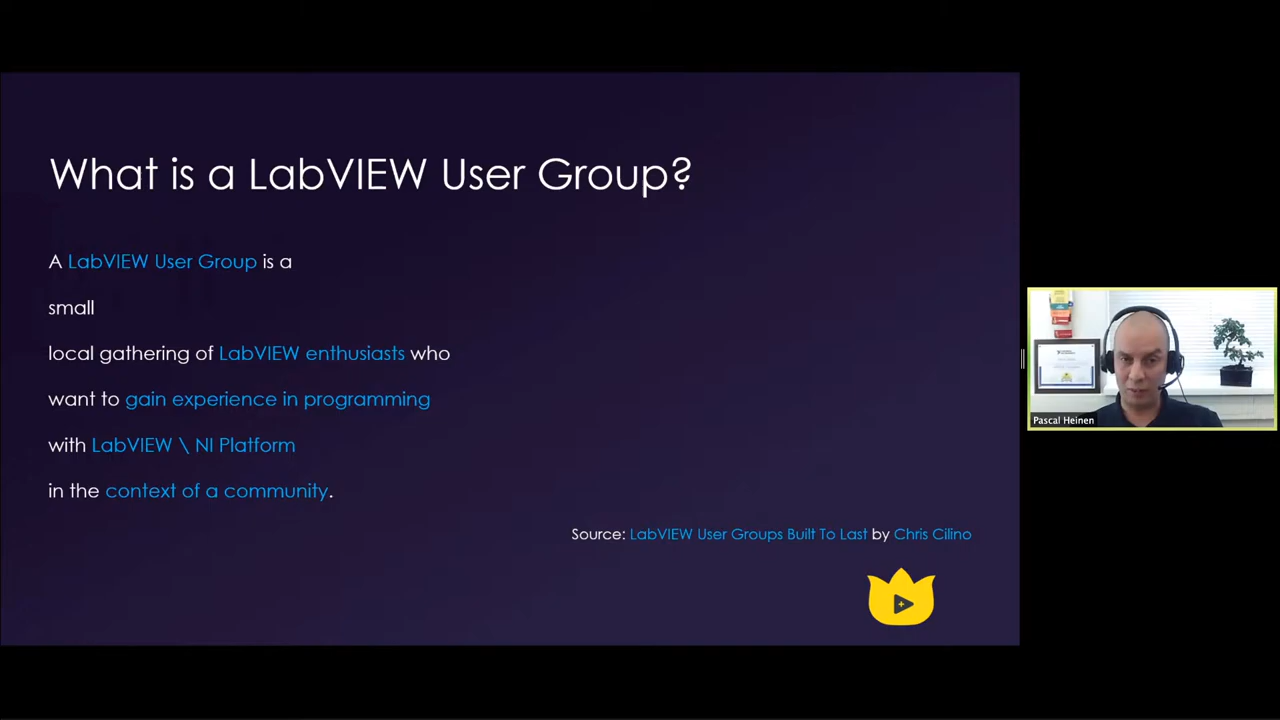 What is a LabVIEW User Group?
A LabVIEW User Group is a
small
local gathering of LabVIEW enthusiasts who
want to gain experience in programming
with LabVIEW \ NI Platform
in the context of a community.
Source: LabVIEW User Groups Built To Last by Chris Cilino
Pascal Heinen